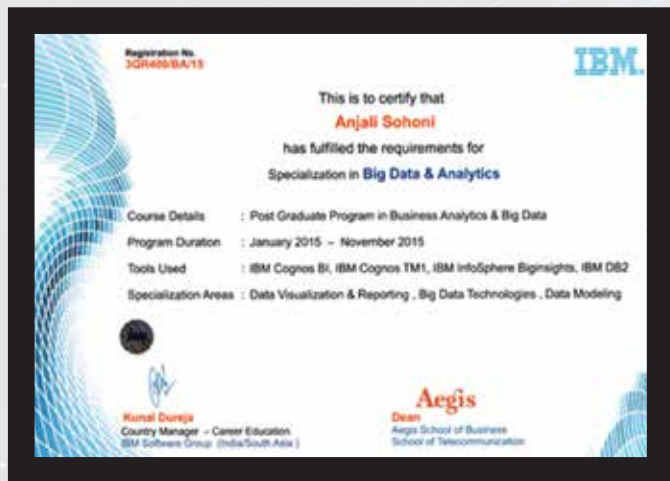 Registration No.
3QR400/BA/15
IBM.
This is to certify that
Anjali Sohoni
has fulfilled the requirements for
Specialization in Big Data & Analytics
Course Details : Post Graduate Program in Business Analytics & Big Data
Program Duration : January 2015 – November 2015
Tools Used : IBM Cognos BI, IBM Cognos TM1, IBM InfoSphere Biginsights, IBM DB2
Specialization Areas : Data Visualization & Reporting , Big Data Technologies , Data Modeling
Kunal Dureja
Country Manager – Career Education
IBM Software Group (India/South Asia )
Aegis
Dean
Aegis School of Business
School of Telecommunication